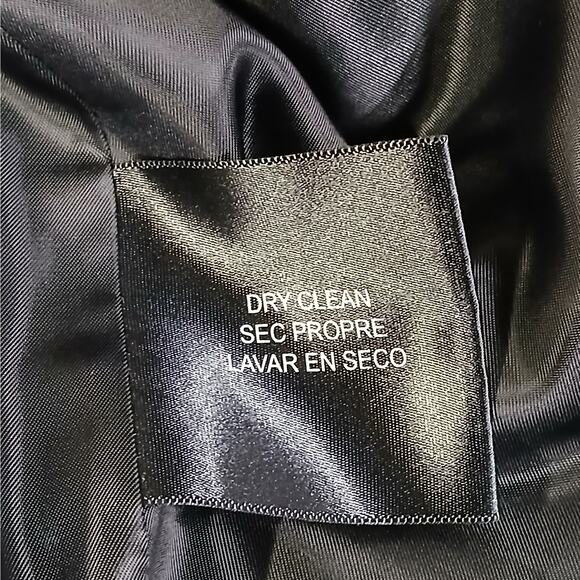 DRY CLEAN
SEC PROPRE
LAVAR EN SECO